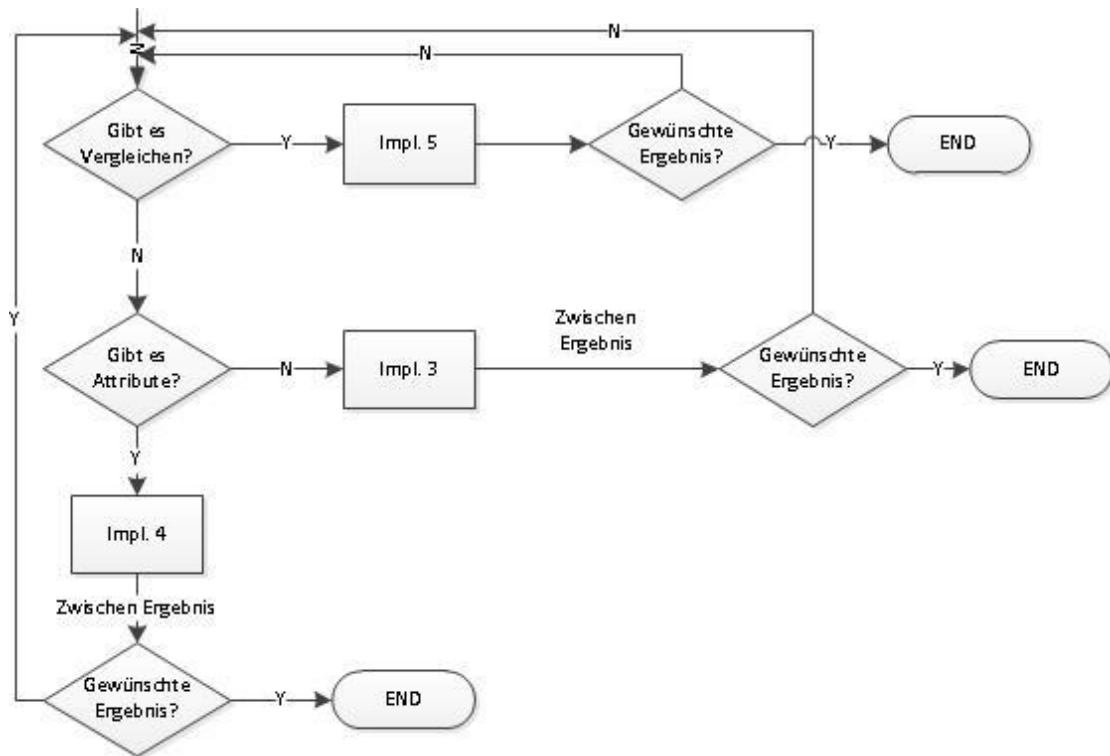 N
N
N
Gibt es
Vergleichen?
Y
Impl. 5
Gewünschte
Ergebnis?
Y
END
N
Y
Zwischen
Ergebnis
Gibt es
Attribute?
N
Impl. 3
Gewünschte
Ergebnis?
Y
END
Y
Impl. 4
Zwischen Ergebnis
Gewünschte
Ergebnis?
Y
END